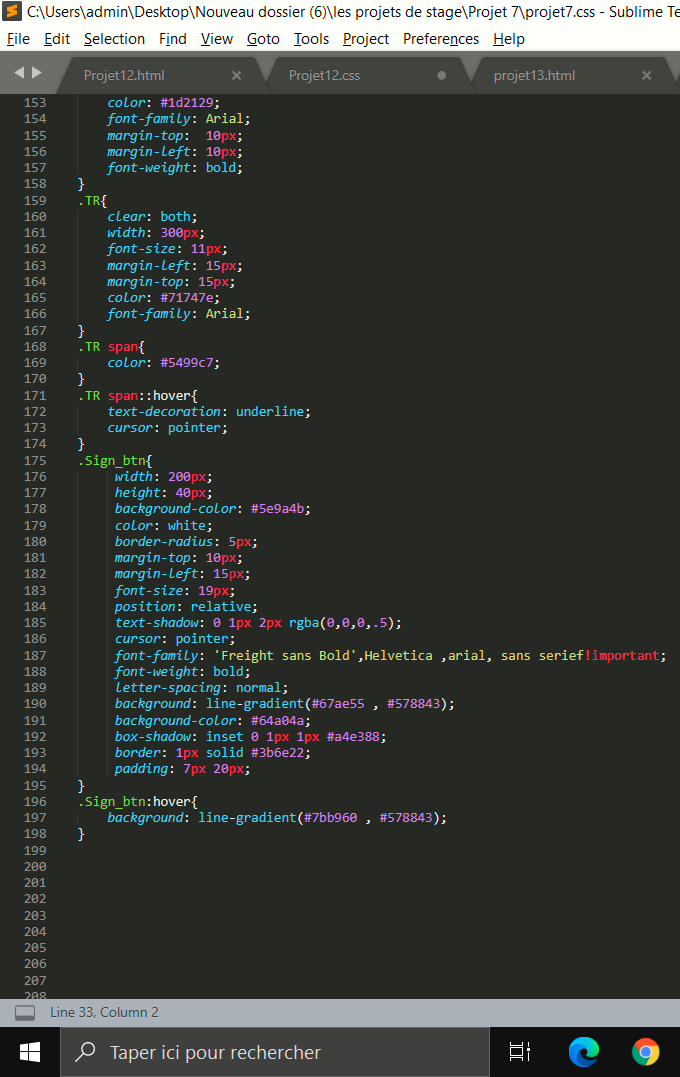 C:\Users\admin\Desktop\Nouveau dossier (6)\les projets de stage\Projet 7\projet7.css - Sublime Te
File Edit Selection Find View Goto Tools Project Preferences Help
Projet12.html Projet12.css projet13.html
153 color: #1d2129;
154 font-family: Arial;
155 margin-top:  10px;
156 margin-left: 10px;
157 font-weight: bold;
158 }
159 .TR{
160 clear: both;
161 width: 300px;
162 font-size: 11px;
163 margin-left: 15px;
164 margin-top: 15px;
165 color: #71747e;
166 font-family: Arial;
167 }
168 .TR span{
169 color: #5499c7;
170 }
171 .TR span::hover{
172 text-decoration: underline;
173 cursor: pointer;
174 }
175 .Sign_btn{
176 width: 200px;
177 height: 40px;
178 background-color: #5e9a4b;
179 color: white;
180 border-radius: 5px;
181 margin-top: 10px;
182 margin-left: 15px;
183 font-size: 19px;
184 position: relative;
185 text-shadow: 0 1px 2px rgba(0,0,0,.5);
186 cursor: pointer;
187 font-family: 'Freight sans Bold',Helvetica ,arial, sans serief!important;
188 font-weight: bold;
189 letter-spacing: normal;
190 background: line-gradient(#67ae55 , #578843);
191 background-color: #64a04a;
192 box-shadow: inset 0 1px 1px #a4e388;
193 border: 1px solid #3b6e22;
194 padding: 7px 20px;
195 }
196 .Sign_btn:hover{
197 background: line-gradient(#7bb960 , #578843);
198 }
199
200
201
202
203
204
205
206
207
208
Line 33, Column 2
Taper ici pour rechercher